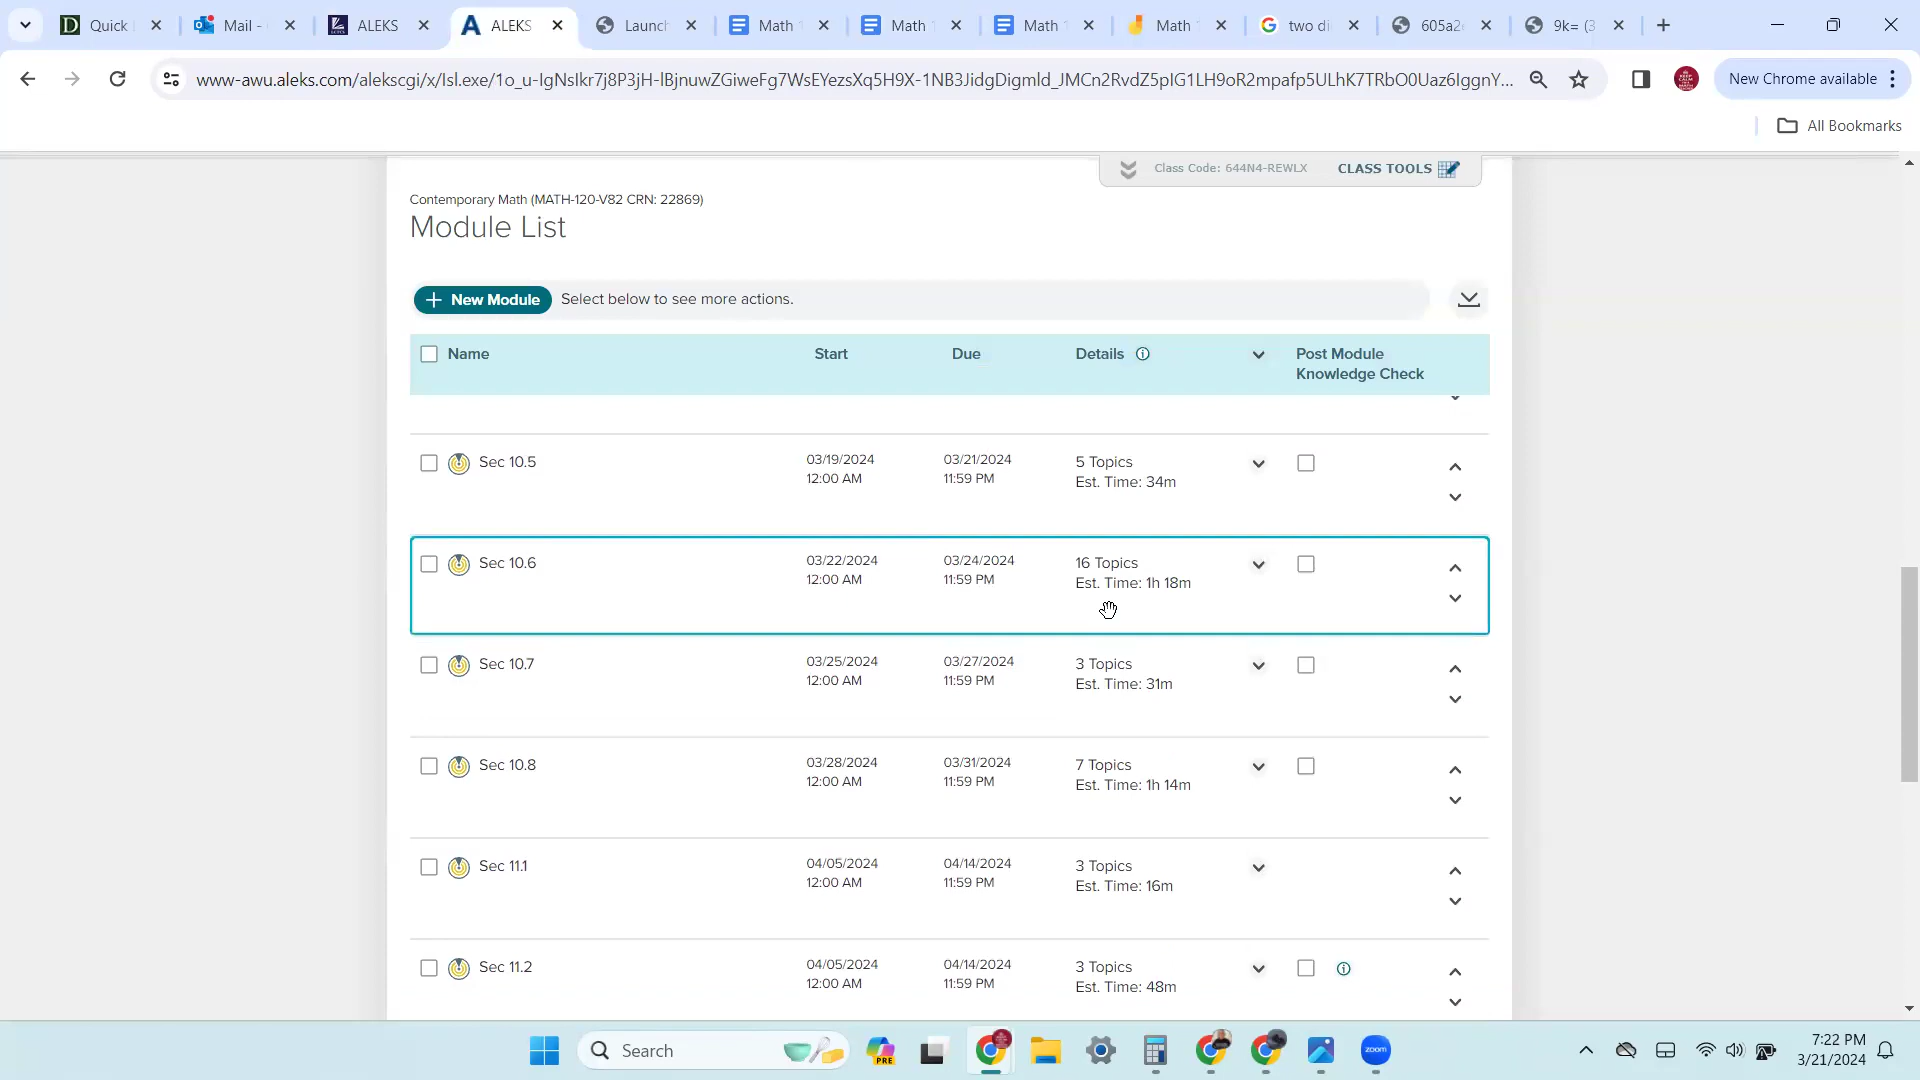 Quick
Mail -
ALEKS
ALEKS
Launch
Math
Math
Math
Math
two di
605a2
9k= (3
www-awu.aleks.com/alekscgi/x/Isl.exe/1o_u-IgNsIkr7j8P3jH-lBjnuwZGiweFg7WsEYezsXq5H9X-1NB3JidgDigmld_JMCn2RvdZ5pIG1LH9oR2mpafp5ULhK7TRbO0Uaz6IggnY...
New Chrome available
All Bookmarks
Class Code: 644N4-REWLX
CLASS TOOLS
Contemporary Math (MATH-120-V82 CRN: 22869)
Module List
+ New Module
Select below to see more actions.
Name Start Due Details Post Module
Knowledge Check
Sec 10.5 03/19/2024 03/21/2024 5 Topics
12:00 AM 11:59 PM Est. Time: 34m
Sec 10.6 03/22/2024 03/24/2024 16 Topics
12:00 AM 11:59 PM Est. Time: 1h 18m
Sec 10.7 03/25/2024 03/27/2024 3 Topics
12:00 AM 11:59 PM Est. Time: 31m
Sec 10.8 03/28/2024 03/31/2024 7 Topics
12:00 AM 11:59 PM Est. Time: 1h 14m
Sec 11.1 04/05/2024 04/14/2024 3 Topics
12:00 AM 11:59 PM Est. Time: 16m
Sec 11.2 04/05/2024 04/14/2024 3 Topics
12:00 AM 11:59 PM Est. Time: 48m
Search
PRE
zoom
7:22 PM
3/21/2024